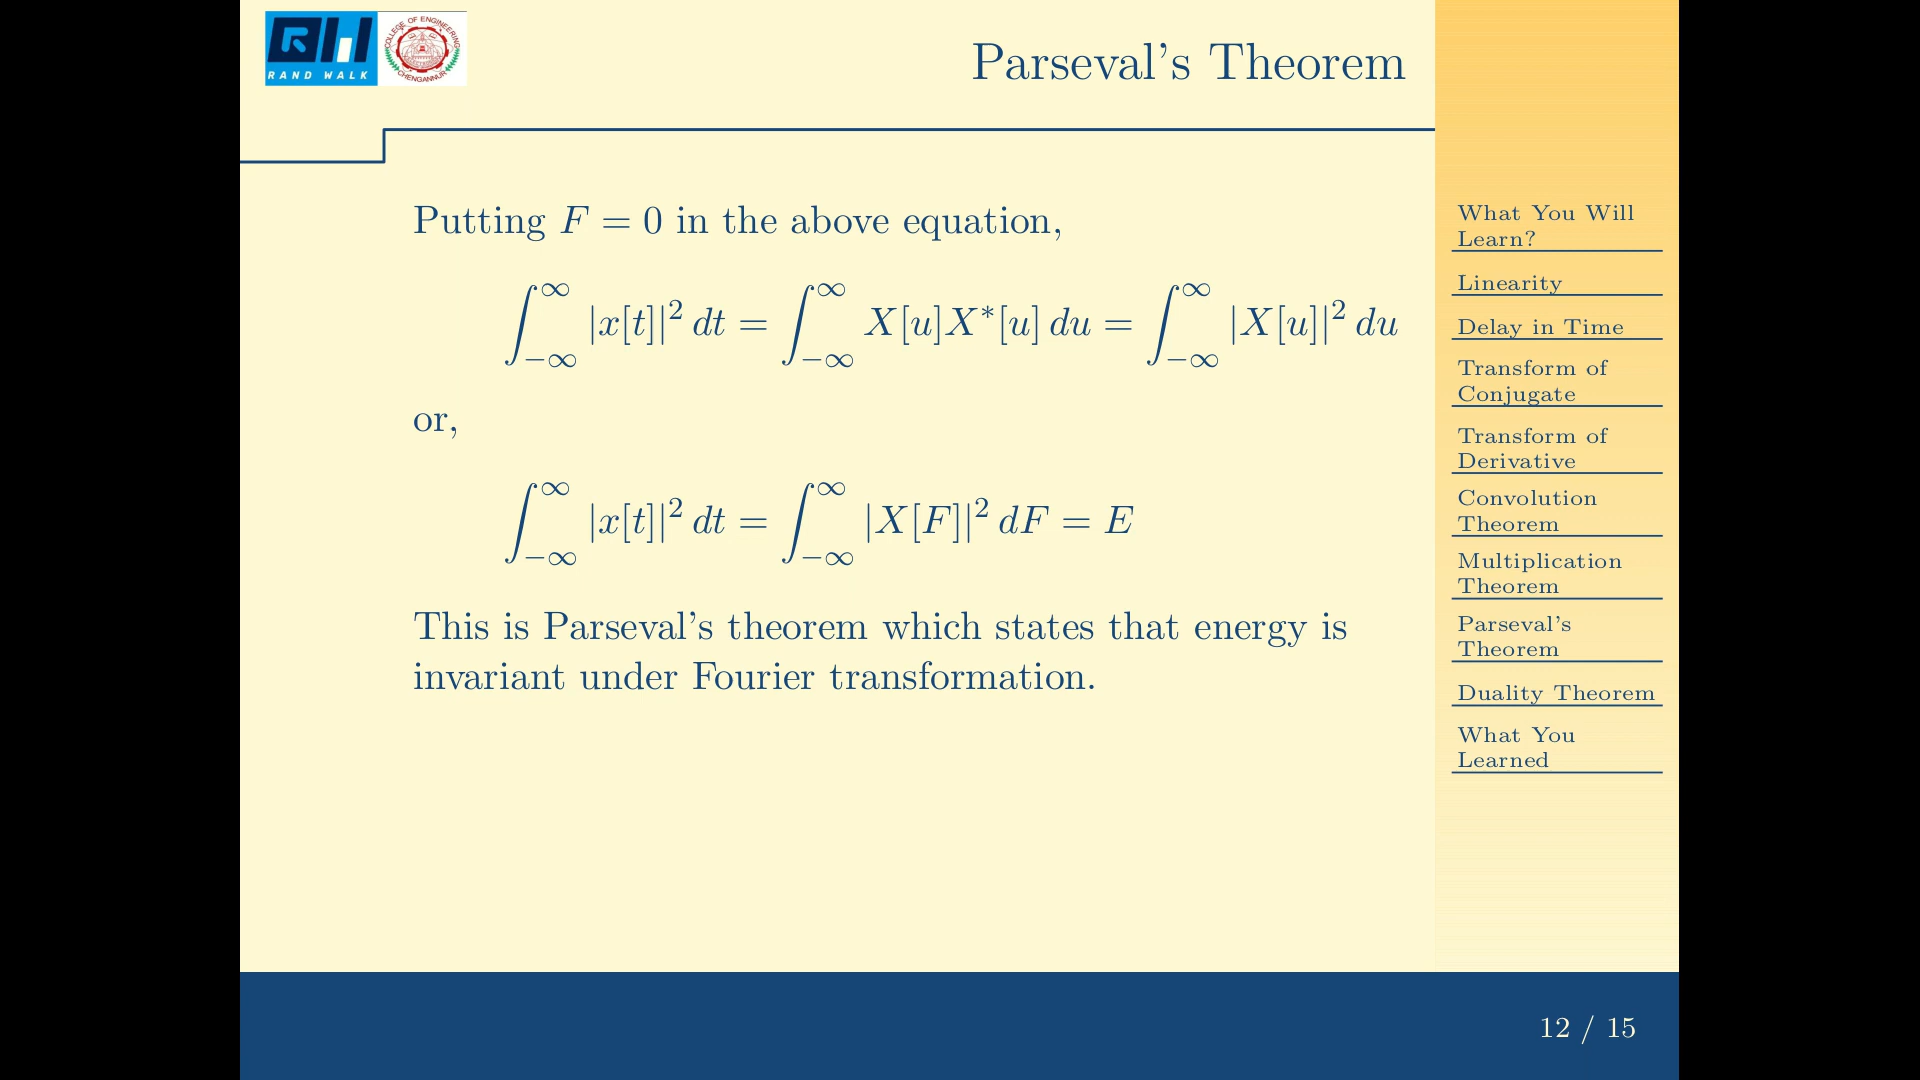 RAND WALK
COLLEGE OF ENGINEERING
CHENGANNUR
Parseval's Theorem
Putting F = 0 in the above equation,
∫_{-∞}^{∞} |x[t]|² dt = ∫_{-∞}^{∞} X[u]X*[u] du = ∫_{-∞}^{∞} |X[u]|² du
or,
∫_{-∞}^{∞} |x[t]|² dt = ∫_{-∞}^{∞} |X[F]|² dF = E
This is Parseval's theorem which states that energy is
invariant under Fourier transformation.
What You Will
Learn?
Linearity
Delay in Time
Transform of
Conjugate
Transform of
Derivative
Convolution
Theorem
Multiplication
Theorem
Parseval's
Theorem
Duality Theorem
What You
Learned
12 / 15